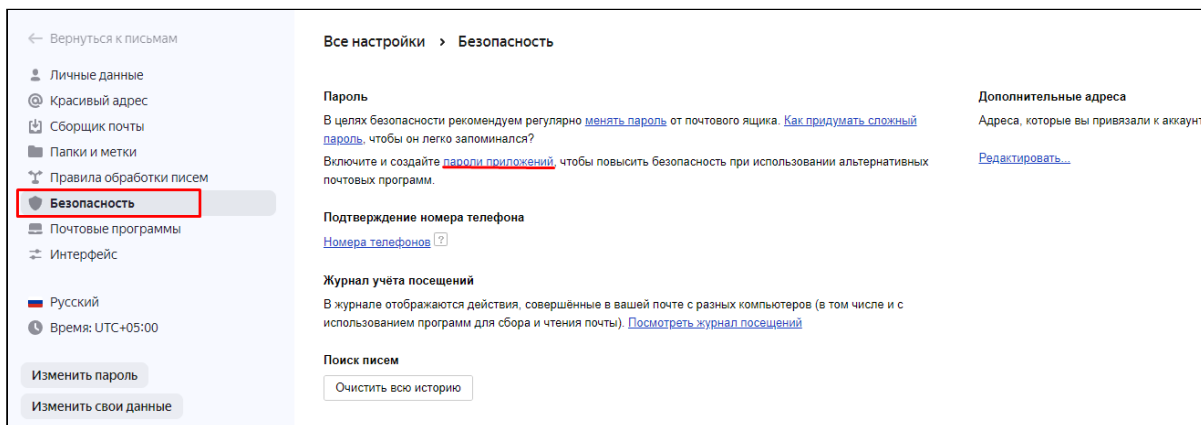 Вернуться к письмам
Личные данные
Красивый адрес
Сборщик почты
Папки и метки
Правила обработки писем
Безопасность
Почтовые программы
Интерфейс
Русский
Время: UTC+05:00
Изменить пароль
Изменить свои данные
Все настройки › Безопасность
Пароль
В целях безопасности рекомендуем регулярно менять пароль от почтового ящика. Как придумать сложный
пароль, чтобы он легко запоминался?
Включите и создайте пароли приложений, чтобы повысить безопасность при использовании альтернативных
почтовых программ.
Подтверждение номера телефона
Номера телефонов ?
Журнал учёта посещений
В журнале отображаются действия, совершённые в вашей почте с разных компьютеров (в том числе и с
использованием программ для сбора и чтения почты). Посмотреть журнал посещений
Поиск писем
Очистить всю историю
Дополнительные адреса
Адреса, которые вы привязали к аккаунт
Редактировать...